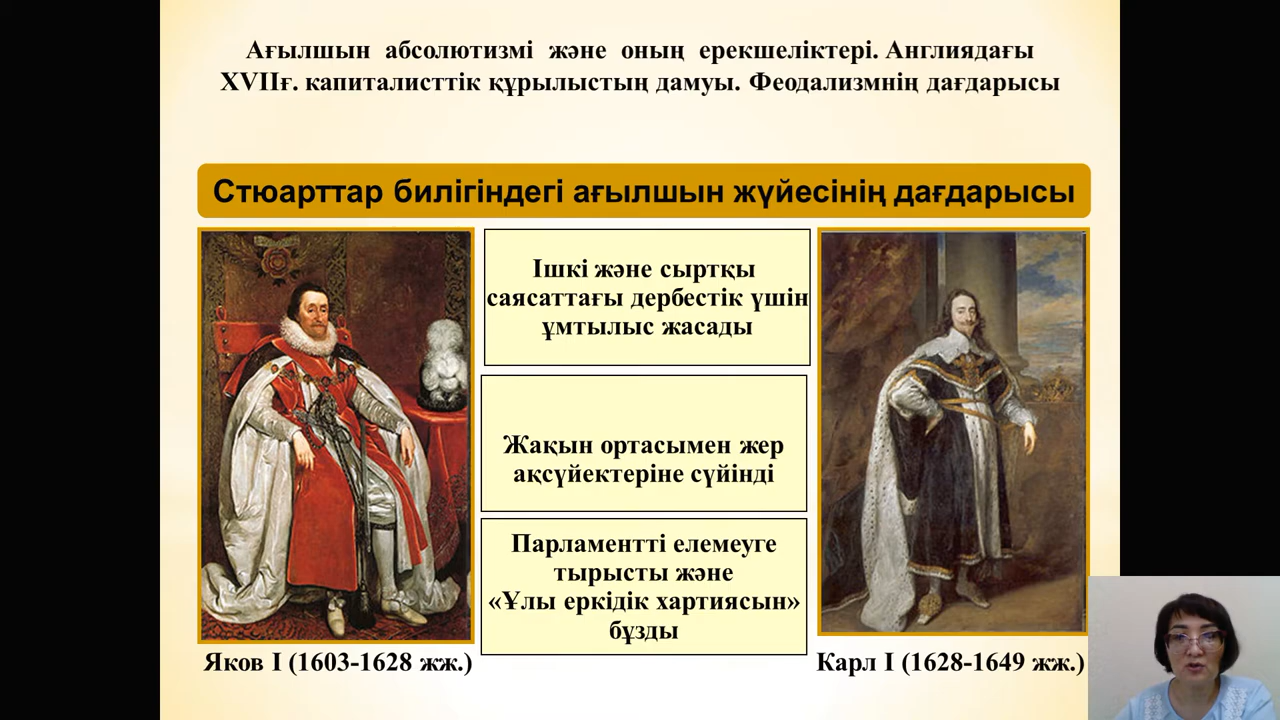 Ағылшын абсолютизмі және оның ерекшеліктері. Англиядағы
XVIIғ. капиталисттік құрылыстың дамуы. Феодализмнің дағдарысы
Стюарттар билігіндегі ағылшын жүйесінің дағдарысы
Ішкі және сыртқы
саясаттағы дербестік үшін
ұмтылыс жасады
Жақын ортасымен жер
ақсүйектеріне сүйінді
Парламентті елемеуге
тырысты және
«Ұлы еркідік хартиясын»
бұзды
Яков I (1603-1628 жж.)
Карл I (1628-1649 жж.)